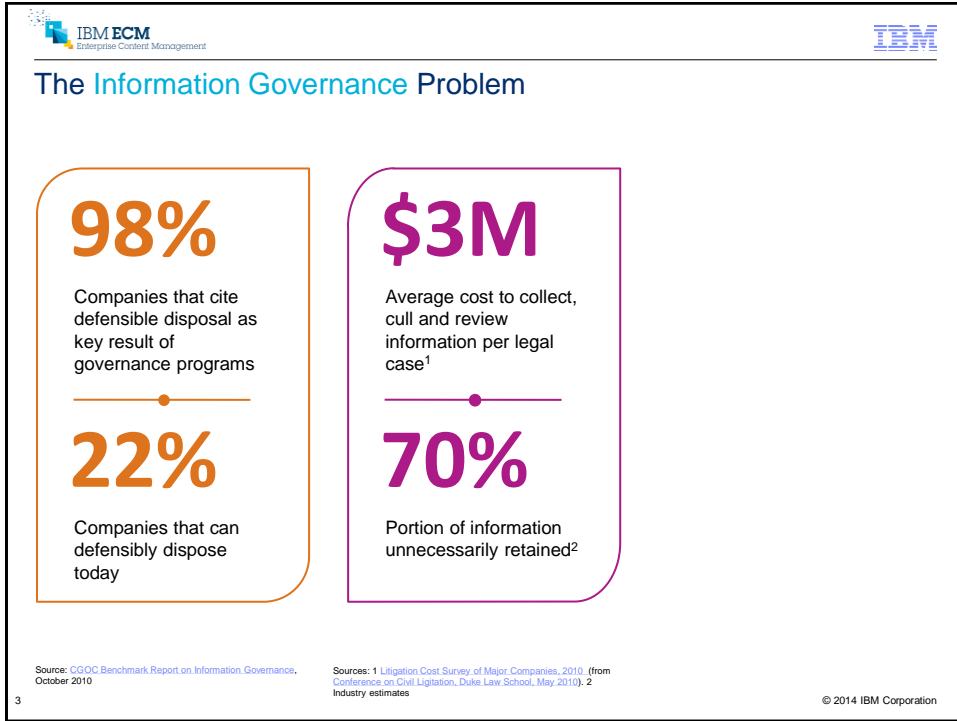 IBM ECM
Enterprise Content Management
IBM
The Information Governance Problem
98%
Companies that cite
defensible disposal as
key result of
governance programs
22%
Companies that can
defensibly dispose
today
$3M
Average cost to collect,
cull and review
information per legal
case1
70%
Portion of information
unnecessarily retained2
Source: CGOC Benchmark Report on Information Governance,
October 2010
Sources: 1 Litigation Cost Survey of Major Companies, 2010 (from
Conference on Civil Ligitation, Duke Law School, May 2010). 2
Industry estimates
3
© 2014 IBM Corporation